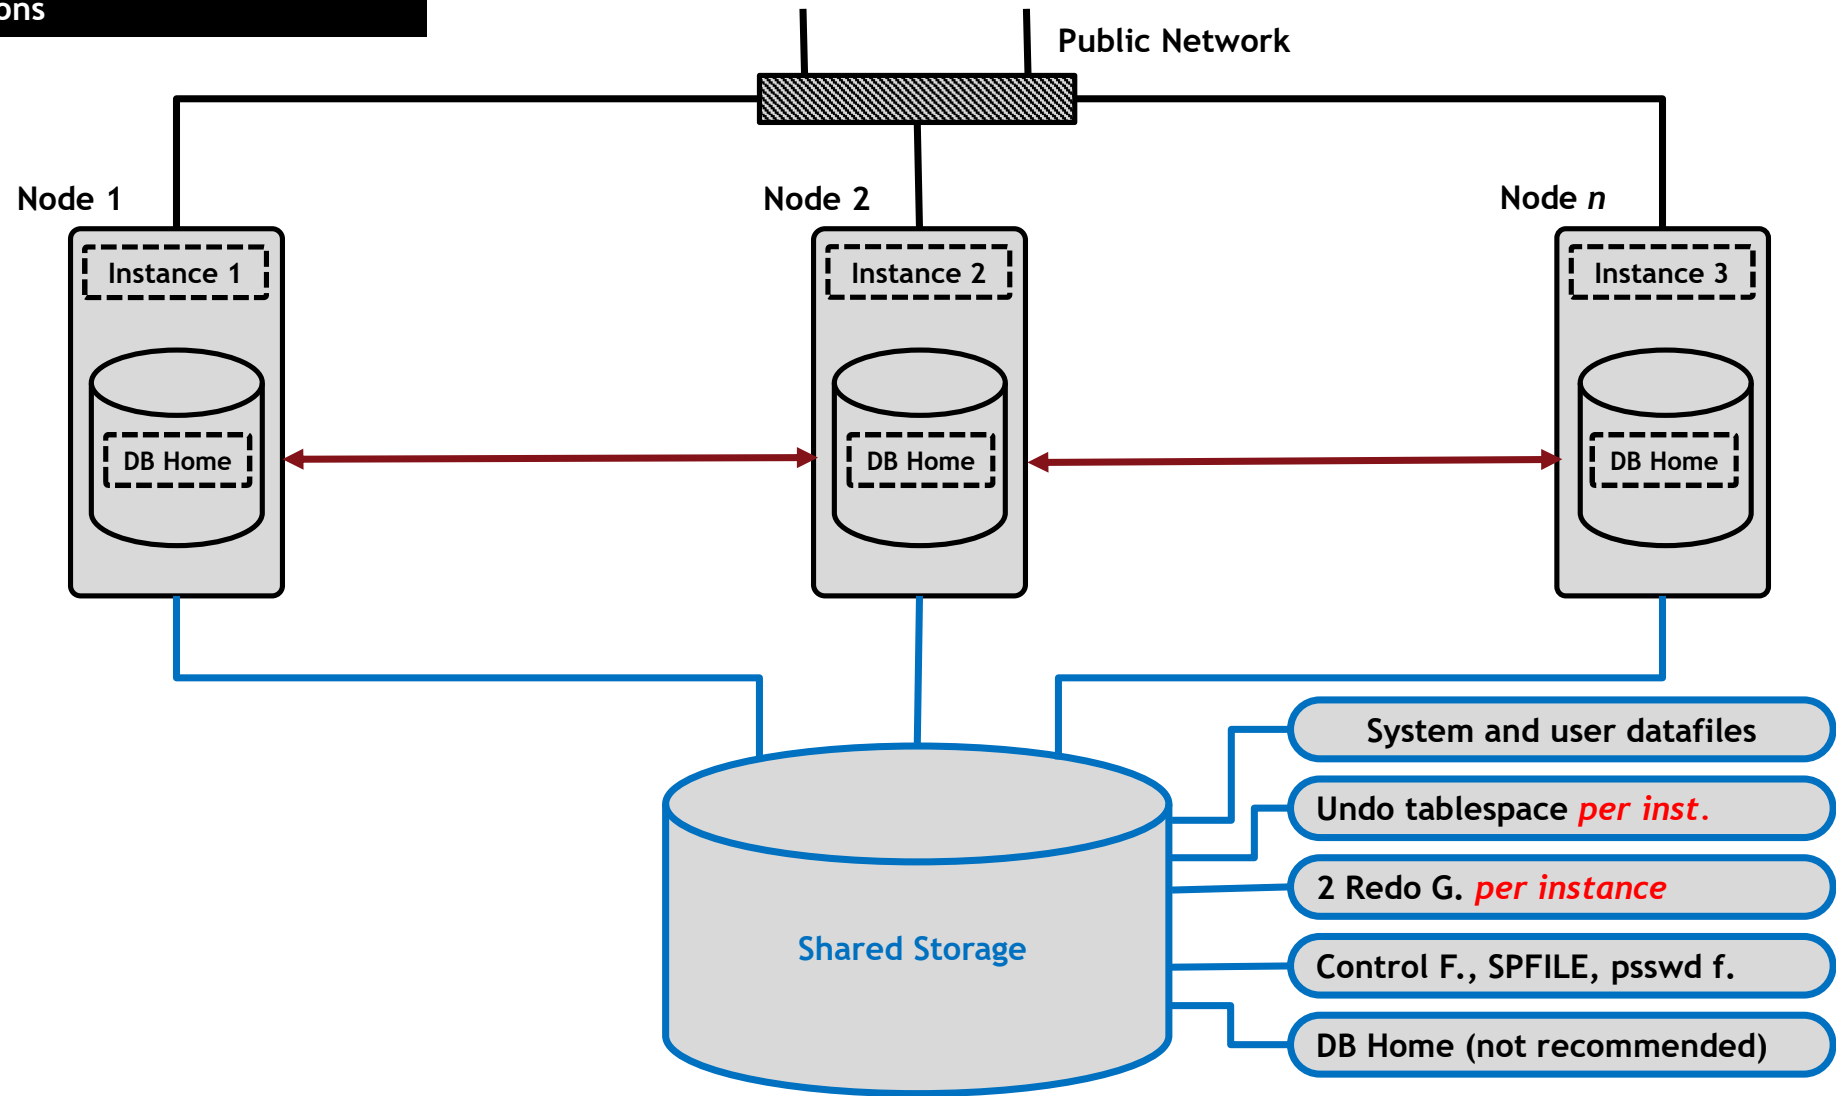 ons
Public Network
Node 1
Node 2
Node n
Instance 1
Instance 2
Instance 3
DB Home
DB Home
DB Home
System and user datafiles
Undo tablespace per inst.
2 Redo G. per instance
Shared Storage
Control F., SPFILE, psswd f.
DB Home (not recommended)